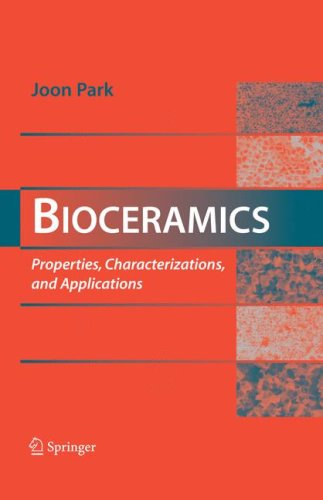 Joon Park
BIOCERAMICS
Properties, Characterizations,
and Applications
Springer